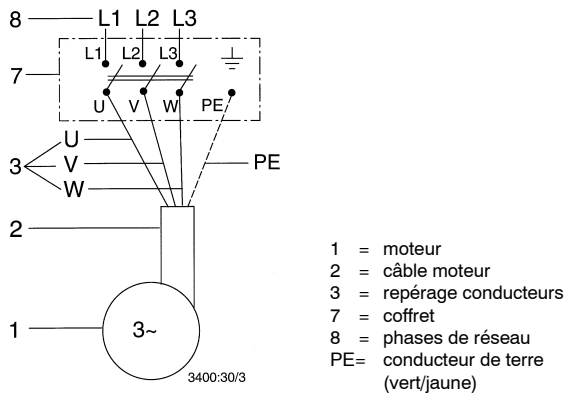 8 L1 L2 L3
L1 L2 L3
7
U V W PE
U
3 V PE
W
2
1 3~
3400:30/3
1 = moteur
2 = câble moteur
3 = repérage conducteurs
7 = coffret
8 = phases de réseau
PE= conducteur de terre
(vert/jaune)